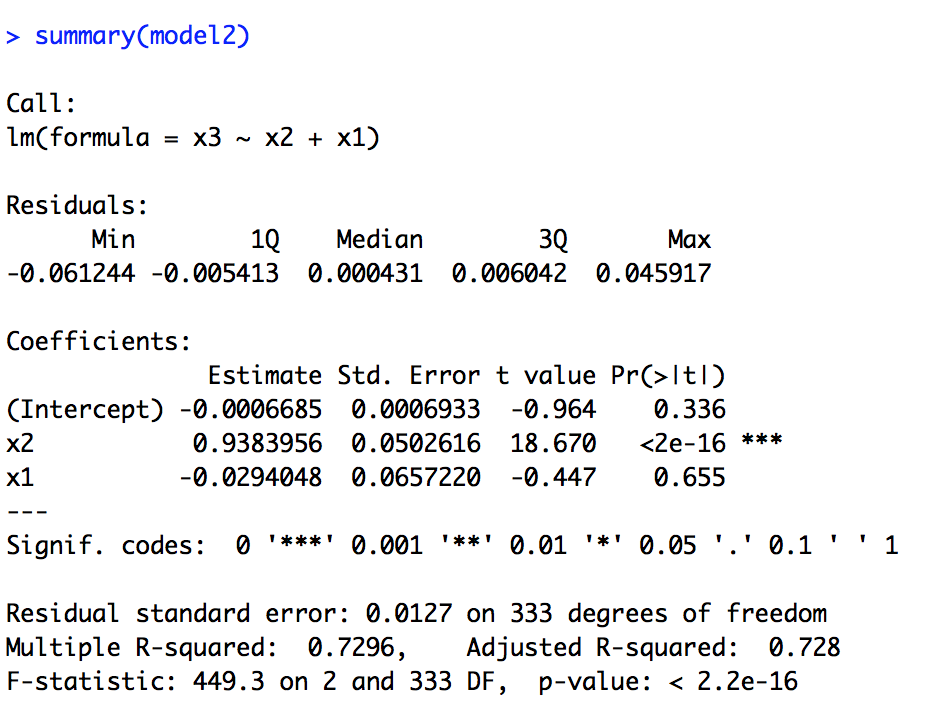 > summary(model2)
Call:
lm(formula = x3 ~ x2 + x1)
Residuals:
Min 1Q Median 3Q Max
-0.061244 -0.005413 0.000431 0.006042 0.045917
Coefficients:
Estimate Std. Error t value Pr(>|t|)
(Intercept) -0.0006685 0.0006933 -0.964 0.336
x2 0.9383956 0.0502616 18.670 <2e-16 ***
x1 -0.0294048 0.0657220 -0.447 0.655
---
Signif. codes: 0 '***' 0.001 '**' 0.01 '*' 0.05 '.' 0.1 ' ' 1
Residual standard error: 0.0127 on 333 degrees of freedom
Multiple R-squared: 0.7296, Adjusted R-squared: 0.728
F-statistic: 449.3 on 2 and 333 DF, p-value: < 2.2e-16